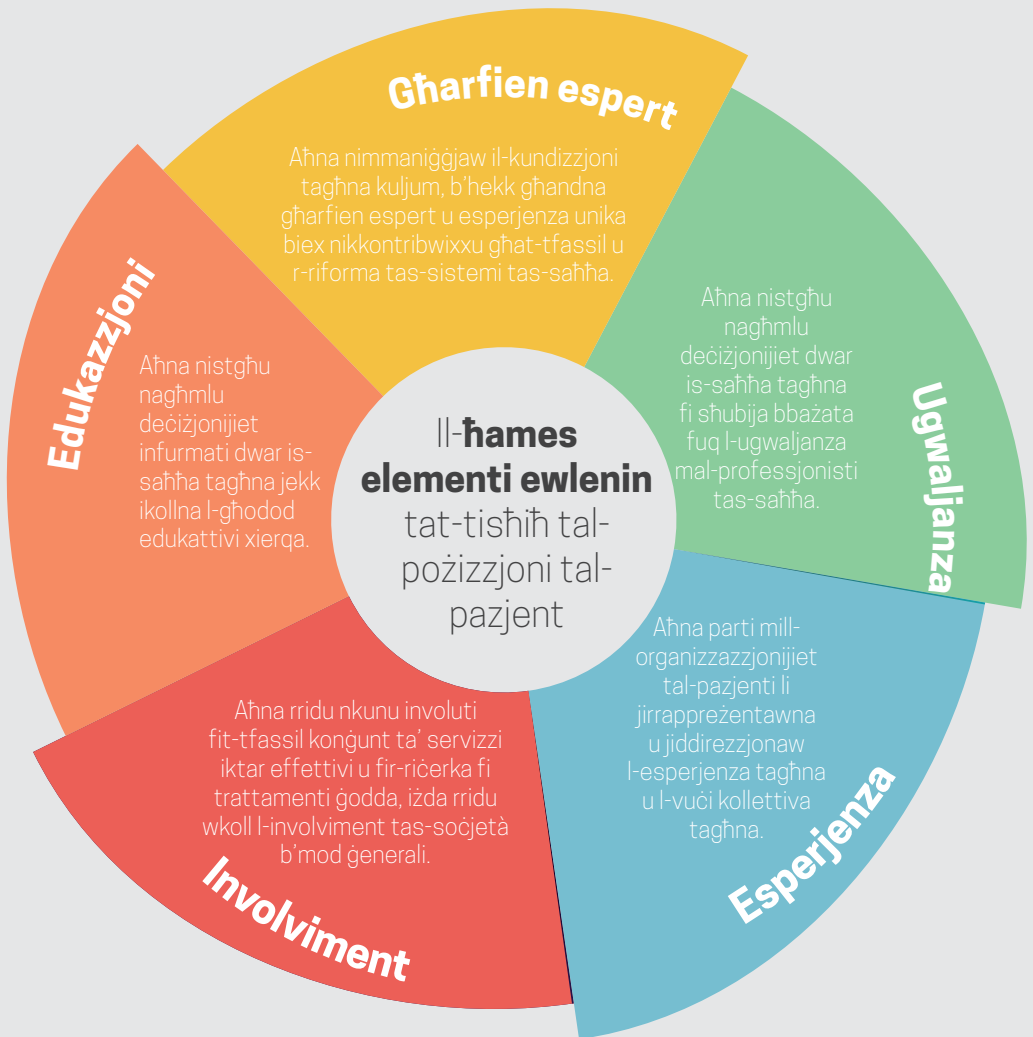 Għarfien espert
Aħna nimmaniġġjaw il-kundizzjoni
tagħna kuljum, b'hekk għandna
għarfien espert u esperjenza unika
biex nikkontribwixxu għat-tfassil u
r-riforma tas-sistemi tas-saħħa.
Ugwaljanza
Aħna nistgħu
nagħmlu
deċiżjonijiet dwar
is-saħħa tagħna
fi sħubija bbażata
fuq l-ugwaljanza
mal-professjonisti
tas-saħħa.
Esperjenza
Aħna parti mill-
organizzazzjonijiet
tal-pazjenti li
jirrappreżentawna
u jiddirezzjonaw
l-esperjenza tagħna
u l-vuċi kollettiva
tagħna.
Involviment
Aħna rridu nkunu involuti
fit-tfassil konġunt ta' servizzi
iktar effettivi u fir-riċerka fi
trattamenti ġodda, iżda rridu
wkoll l-involviment tas-soċjetà
b'mod ġenerali.
Edukazzjoni
Aħna nistgħu
nagħmlu
deċiżjonijiet
infurmati dwar is-
saħħa tagħna jekk
ikollna l-għodod
edukattivi xierqa.
Il-ħames
elementi ewlenin
tat-tisħiħ tal-
pożizzjoni tal-
pazjent